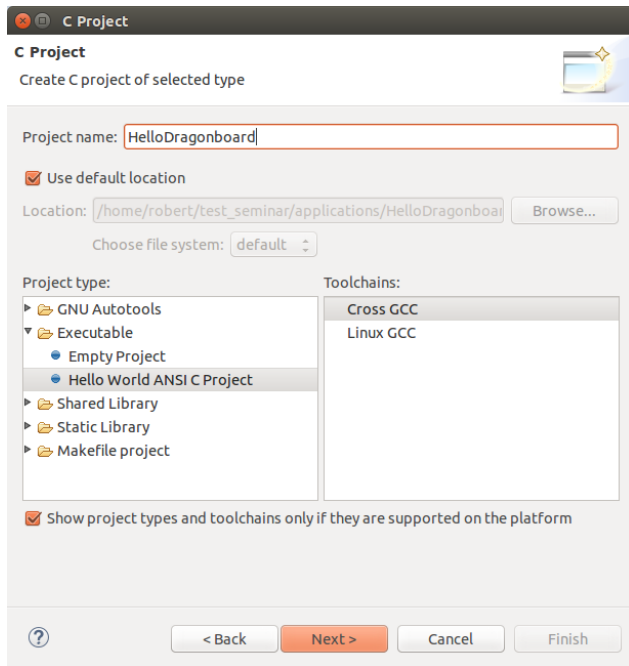 C Project
C Project
Create C project of selected type
Project name: HelloDragonboard
Use default location
Location: /home/robert/test_seminar/applications/HelloDragonboar Browse...
Choose file system: default
Project type: Toolchains:
GNU Autotools Cross GCC
Executable Linux GCC
Empty Project
Hello World ANSI C Project
Shared Library
Static Library
Makefile project
Show project types and toolchains only if they are supported on the platform
? < Back Next > Cancel Finish